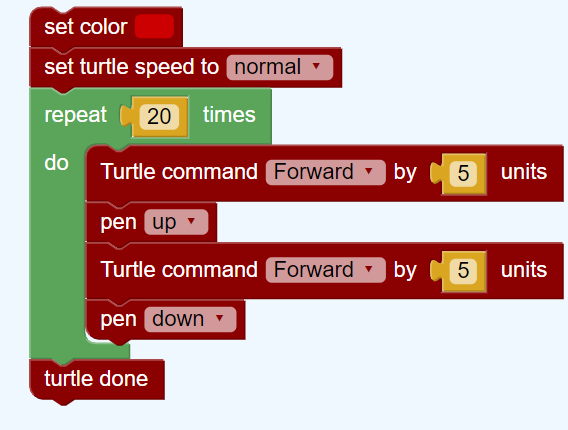 set color
set turtle speed to normal
repeat 20 times
do
Turtle command Forward by 5 units
pen up
Turtle command Forward by 5 units
pen down
turtle done